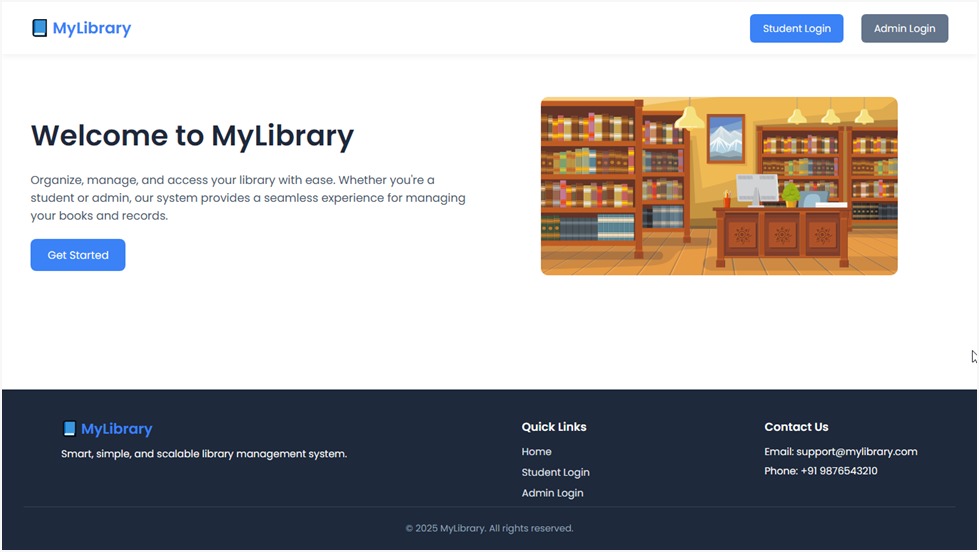 MyLibrary
Student Login
Admin Login
Welcome to MyLibrary
Organize, manage, and access your library with ease. Whether you're a
student or admin, our system provides a seamless experience for managing
your books and records.
Get Started
MyLibrary
Smart, simple, and scalable library management system.
Quick Links
Home
Student Login
Admin Login
Contact Us
Email: support@mylibrary.com
Phone: +91 9876543210
© 2025 MyLibrary. All rights reserved.